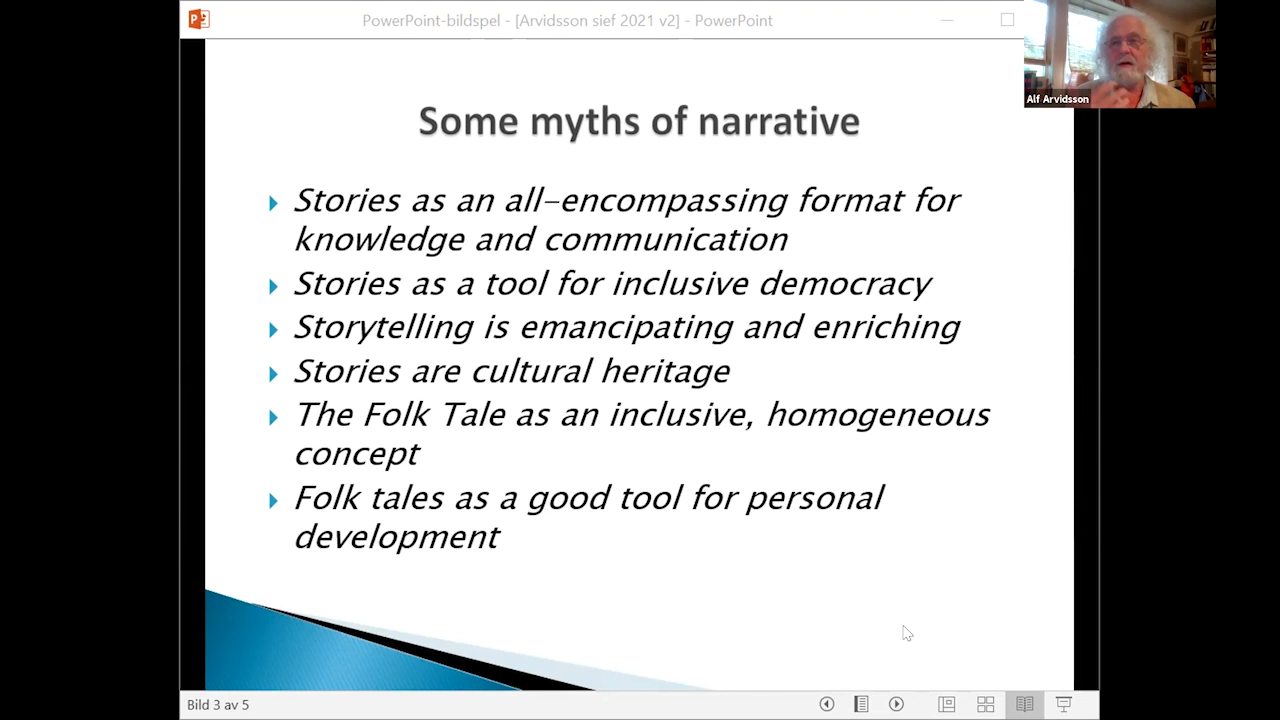 PowerPoint-bildspel - [Arvidsson sief 2021 v2] - PowerPoint
Alf Arvidsson
Some myths of narrative
Stories as an all-encompassing format for
knowledge and communication
Stories as a tool for inclusive democracy
Storytelling is emancipating and enriching
Stories are cultural heritage
The Folk Tale as an inclusive, homogeneous
concept
Folk tales as a good tool for personal
development
Bild 3 av 5